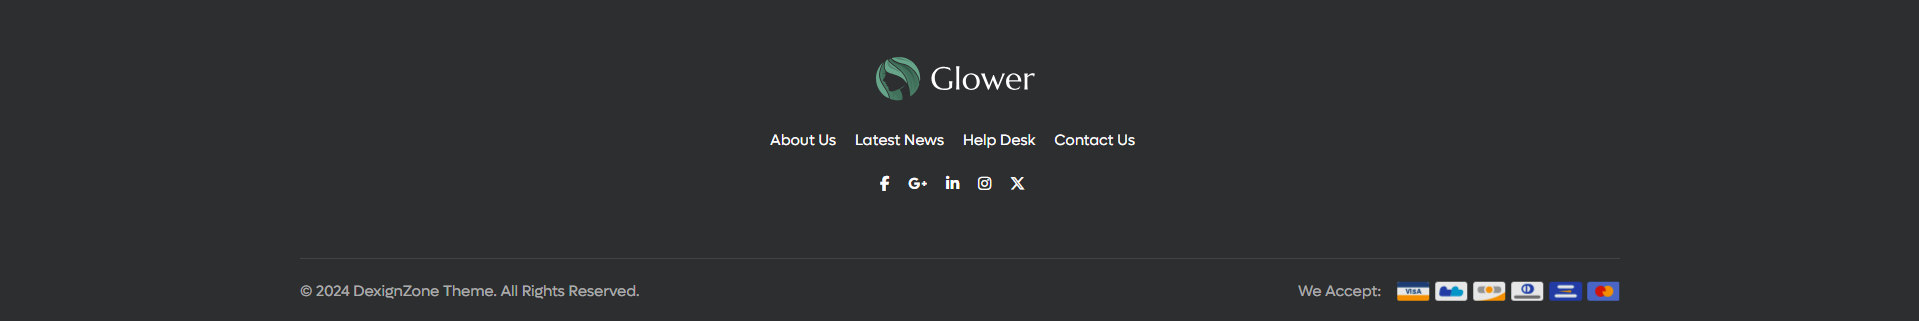 Glower
About Us Latest News Help Desk Contact Us
© 2024 DexignZone Theme. All Rights Reserved. We Accept: VISA